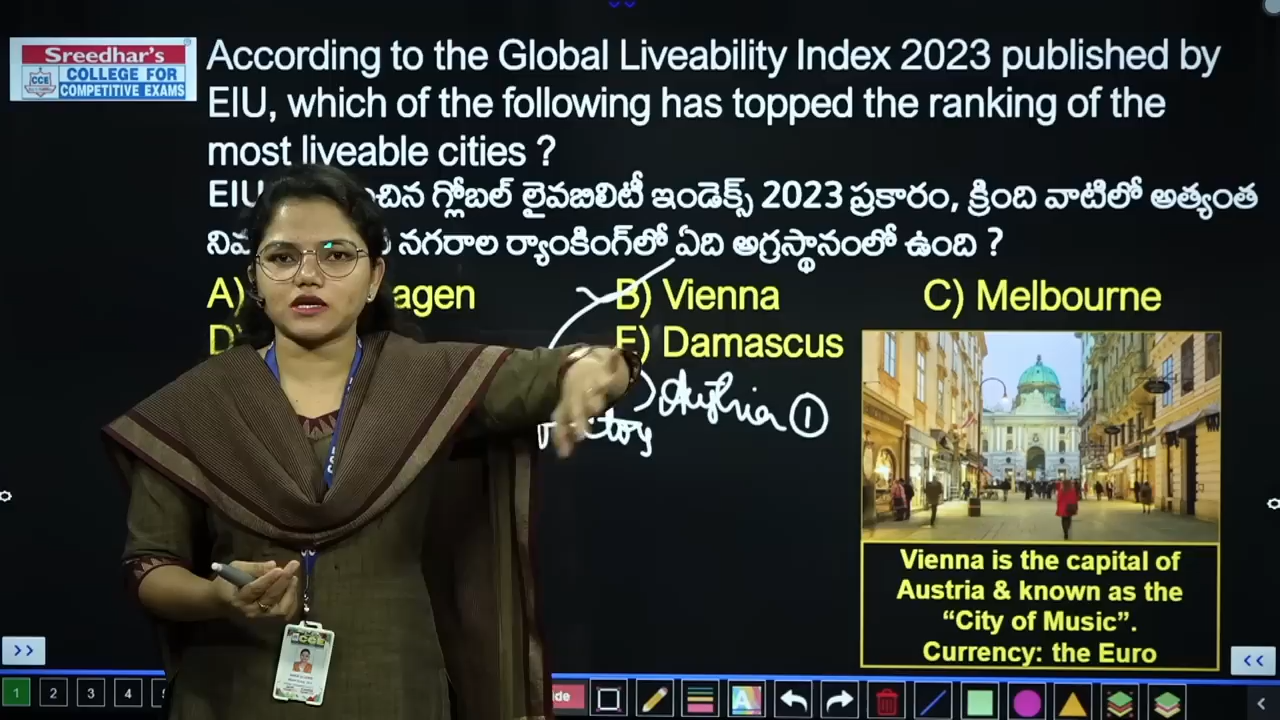 Sreedhar's
CCE
COLLEGE FOR
COMPETITIVE EXAMS
According to the Global Liveability Index 2023 published by
EIU, which of the following has topped the ranking of the
most liveable cities ?
EIU చిన గ్లోబల్ లైవబిలిటీ ఇండెక్స్ 2023 ప్రకారం, క్రింది వాటిలో అత్యంత
నివ నగరాల ర్యాంకింగ్‌లో ఏది అగ్రస్థానంలో ఉంది ?
A) agen B) Vienna C) Melbourne
D) E) Damascus
Austria ①
Vienna is the capital of
Austria & known as the
“City of Music”.
Currency: the Euro
>>
<<
1 2 3 4
ide
A
CCE